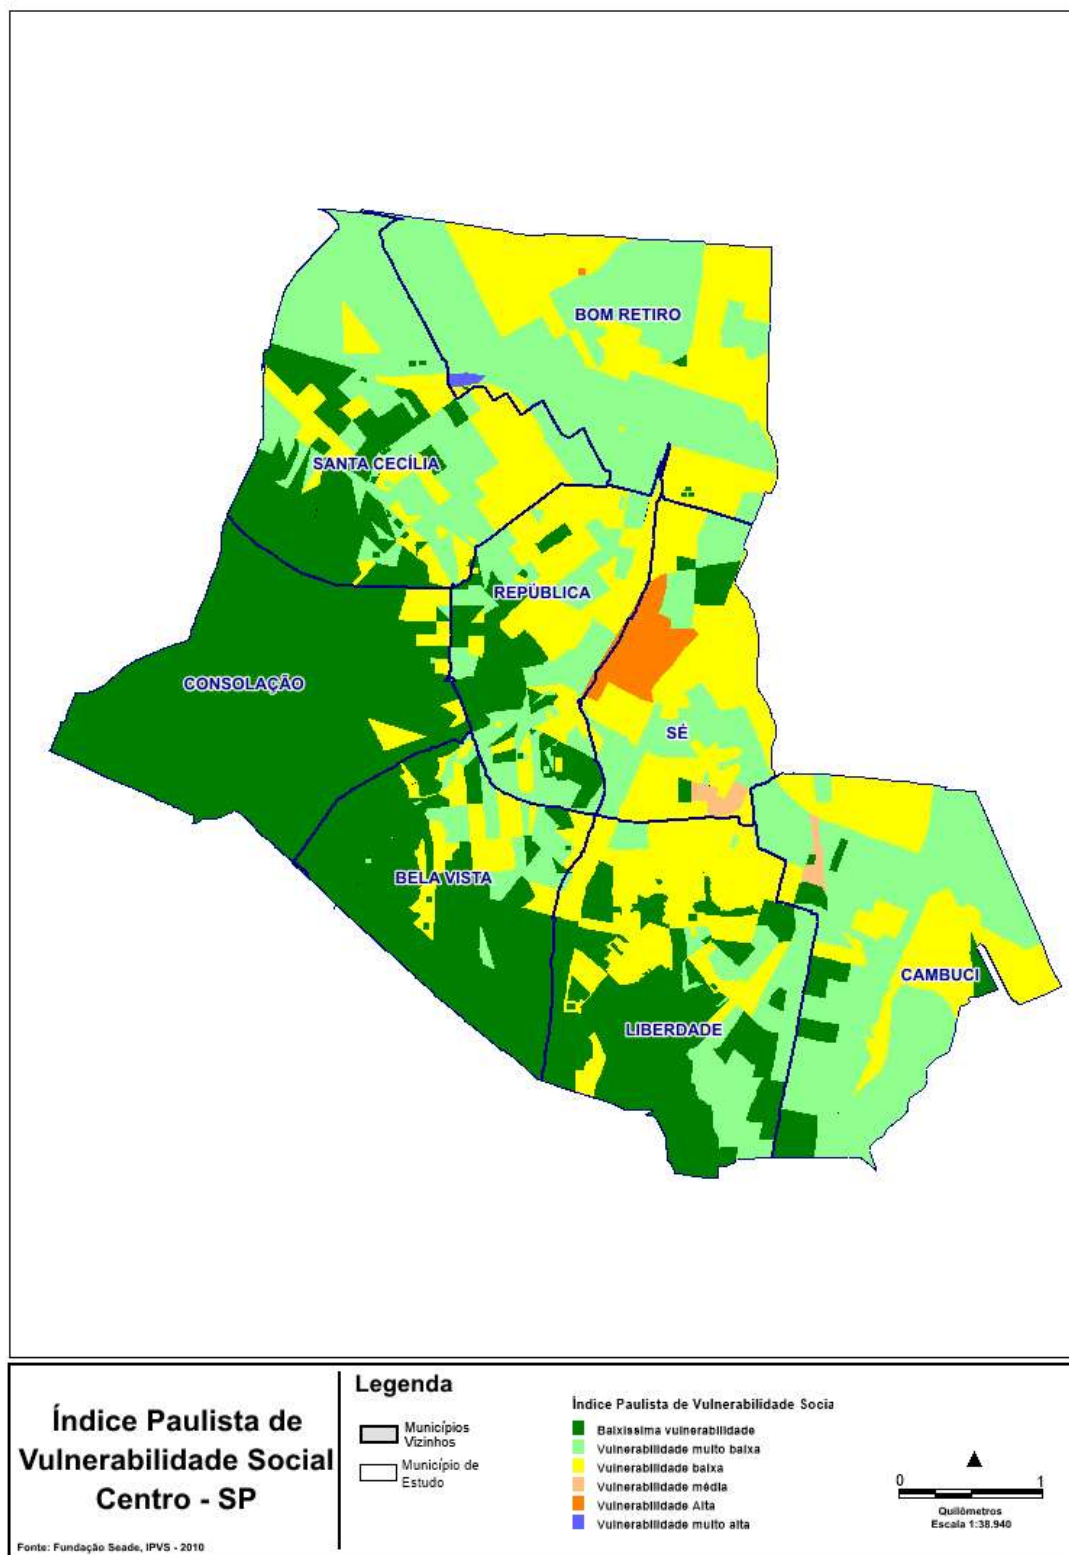 BOM RETIRO
SANTA CECÍLIA
REPÚBLICA
CONSOLAÇÃO
SÉ
BELA VISTA
CAMBUCI
LIBERDADE
Índice Paulista de
Vulnerabilidade Social
Centro - SP
Fonte: Fundação Seade, IPVS - 2010
Legenda
Municípios
Vizinhos
Município de
Estudo
Índice Paulista de Vulnerabilidade Socia
Baixíssima vulnerabilidade
Vulnerabilidade muito baixa
Vulnerabilidade baixa
Vulnerabilidade média
Vulnerabilidade Alta
Vulnerabilidade muito alta
0 1
Quilômetros
Escala 1:38.940